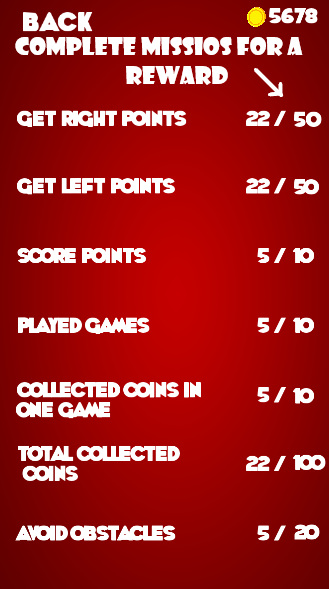 BACK 5678
COMPLETE MISSIOS FOR A
REWARD
GET RIGHT POINTS 22 / 50
GET LEFT POINTS 22 / 50
SCORE POINTS 5 / 10
PLAYED GAMES 5 / 10
COLLECTED COINS IN
ONE GAME 5 / 10
TOTAL COLLECTED
COINS 22 / 100
AVOID OBSTACLES 5 / 20